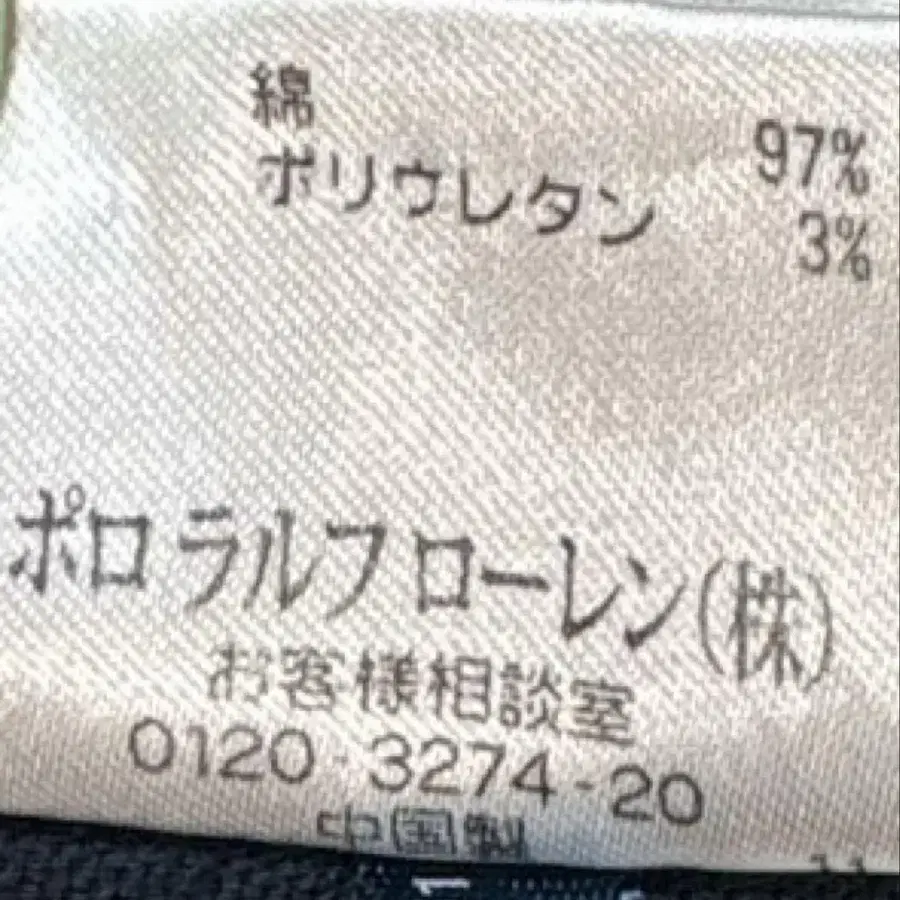 綿 97%
ポリウレタン 3%
ポロ ラルフ ローレン(株)
お客様相談室
0120-3274-20
中国製